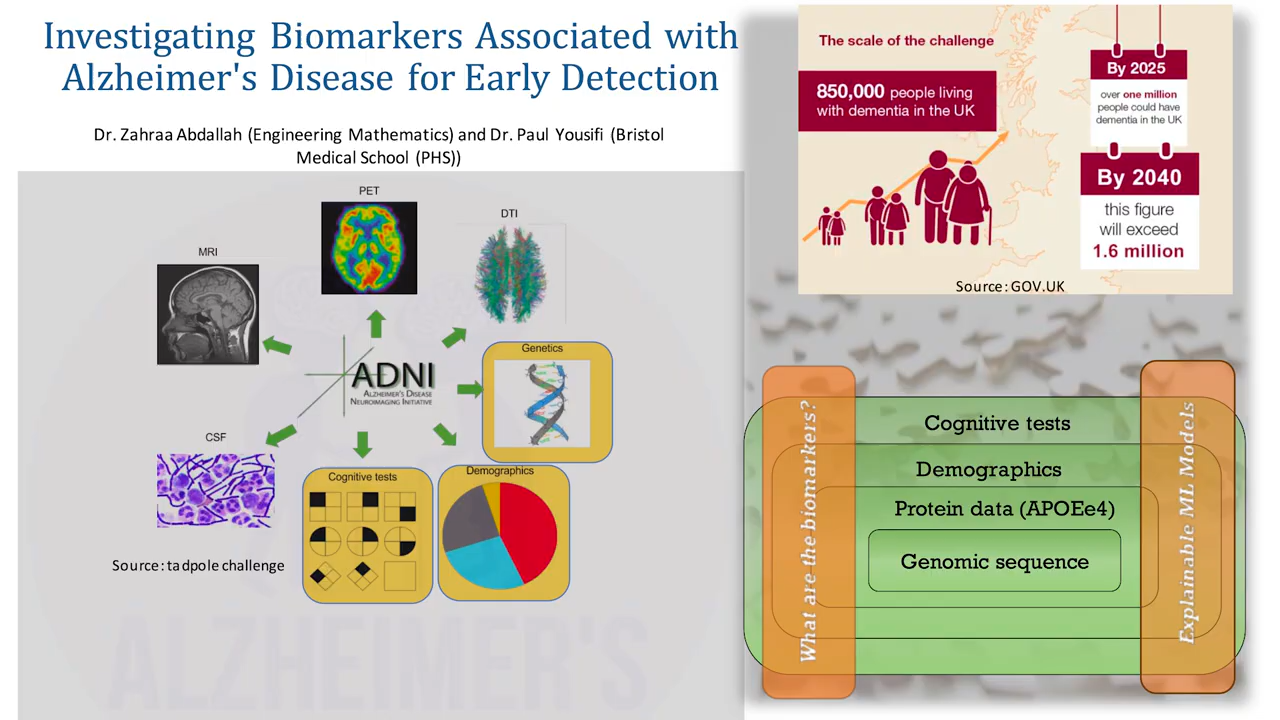 Investigating Biomarkers Associated with
Alzheimer's Disease for Early Detection
Dr. Zahraa Abdallah (Engineering Mathematics) and Dr. Paul Yousifi (Bristol
Medical School (PHS))
PET
DTI
MRI
Genetics
ADNI
ALZHEIMER'S DISEASE
NEUROIMAGING INITIATIVE
CSF
Cognitive tests
Demographics
Source: tadpole challenge
ALZHEIMER'S
The scale of the challenge
850,000 people living
with dementia in the UK
By 2025
over one million
people could have
dementia in the UK
By 2040
this figure
will exceed
1.6 million
Source: GOV.UK
What are the biomarkers?
Cognitive tests
Demographics
Protein data (APOEe4)
Genomic sequence
Explainable ML Models